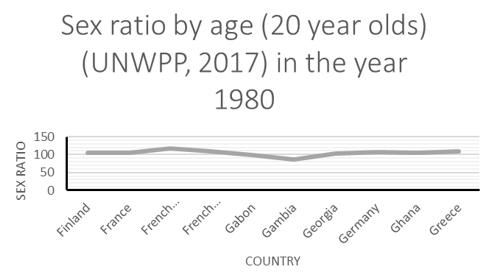 Sex ratio by age (20 year olds)
(UNWPP, 2017) in the year
1980
SEX RATIO
150
100
50
0
Finland
France
French...
French...
Gabon
Gambia
Georgia
Germany
Ghana
Greece
COUNTRY